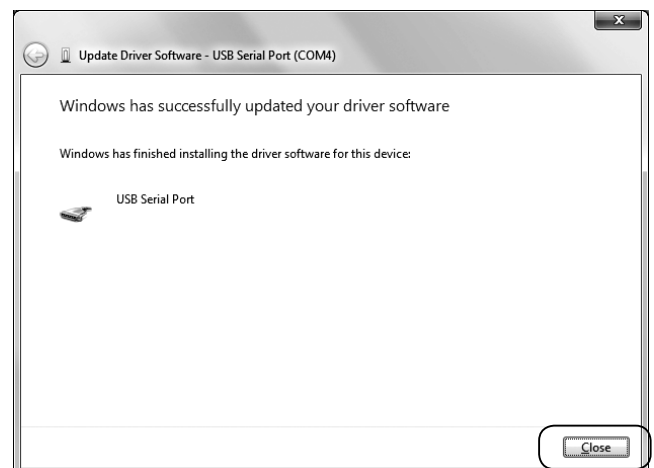 Update Driver Software - USB Serial Port (COM4)
Windows has successfully updated your driver software
Windows has finished installing the driver software for this device:
USB Serial Port
Close